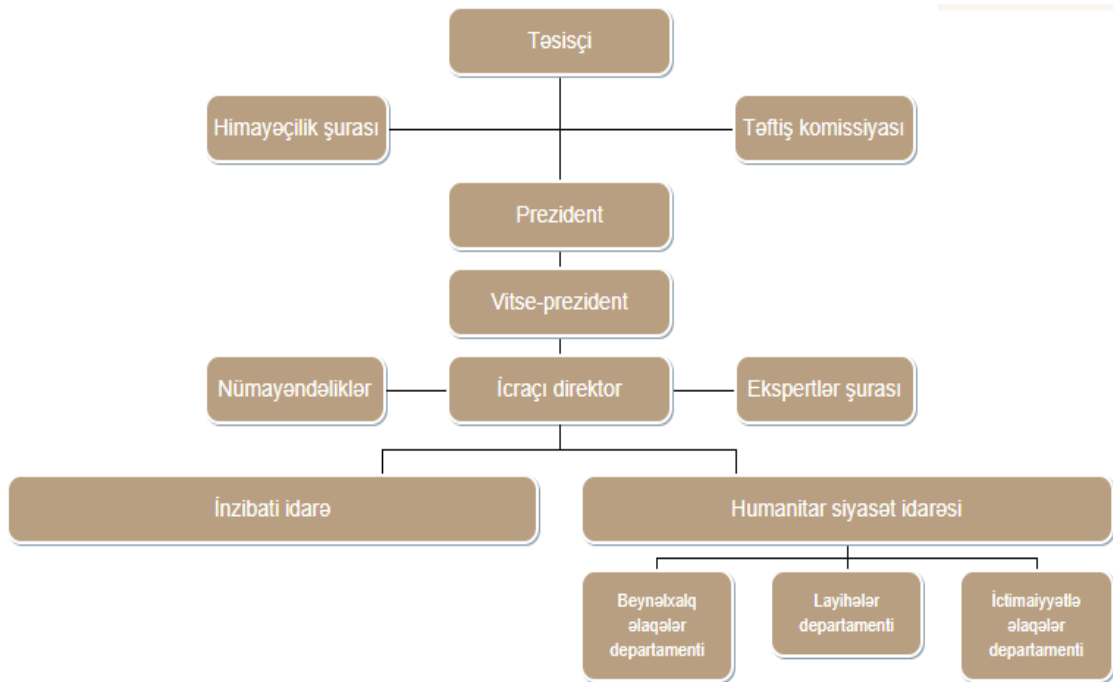 Təsisçi
Himayəçilik şurası
Təftiş komissiyası
Prezident
Vitse-prezident
Nümayəndəliklər
İcraçı direktor
Ekspertlər şurası
İnzibati idarə
Humanitar siyasət idarəsi
Beynəlxalq
əlaqələr
departamenti
Layihələr
departamenti
İctimaiyyətlə
əlaqələr
departamenti